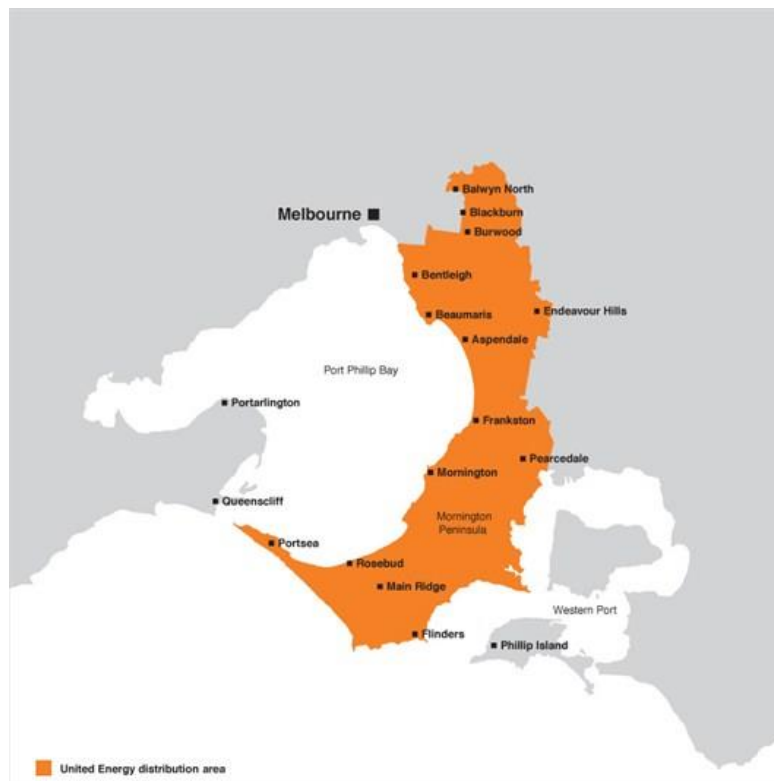 Balwyn North
Melbourne
Blackburn
Burwood
Bentleigh
Endeavour Hills
Beaumaris
Aspendale
Port Phillip Bay
Portarlington
Frankston
Pearcedale
Mornington
Queenscliff
Mornington
Peninsula
Portsea
Rosebud
Main Ridge
Western Port
Flinders
Phillip Island
United Energy distribution area